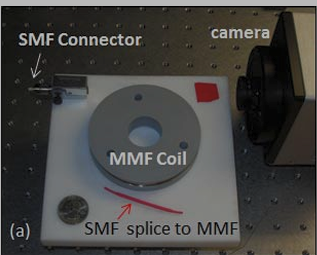 SMF Connector
camera
MMF Coil
SMF splice to MMF
(a)